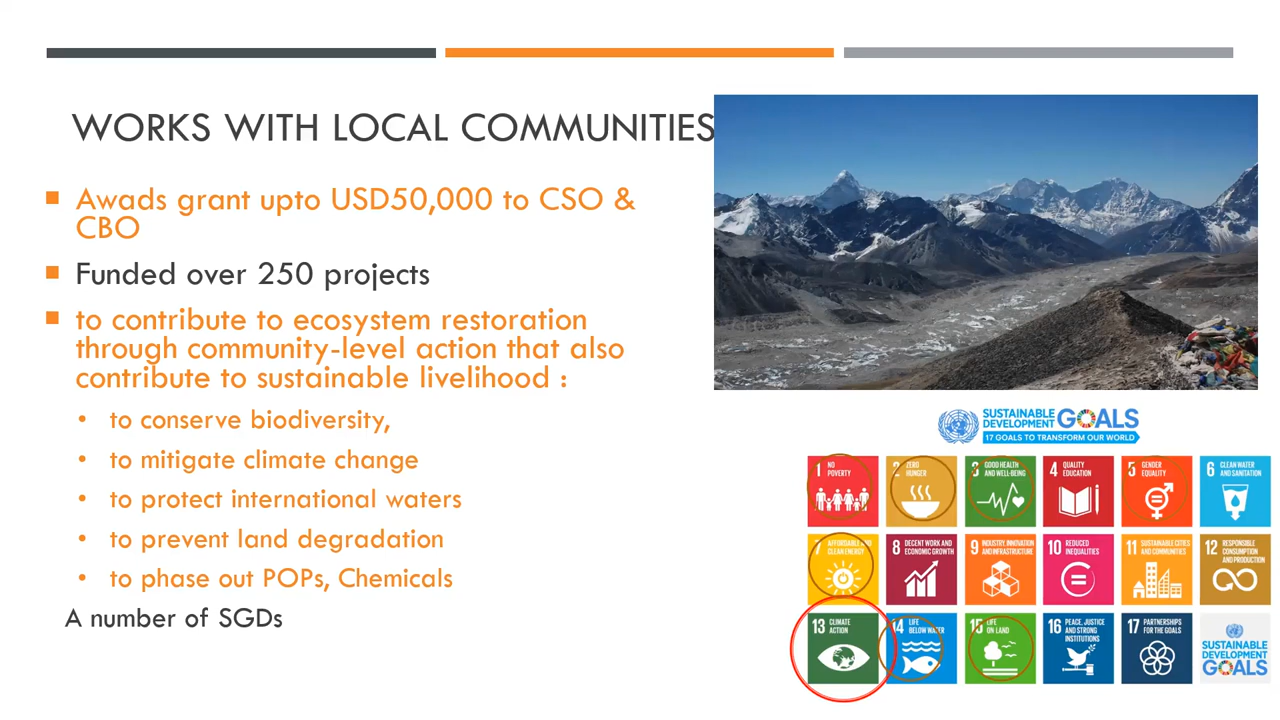 WORKS WITH LOCAL COMMUNITIES
Awads grant upto USD50,000 to CSO &
CBO
Funded over 250 projects
to contribute to ecosystem restoration
through community-level action that also
contribute to sustainable livelihood :
to conserve biodiversity,
to mitigate climate change
to protect international waters
to prevent land degradation
to phase out POPs, Chemicals
A number of SGDs
SUSTAINABLE
DEVELOPMENT GOALS
17 GOALS TO TRANSFORM OUR WORLD
1 NO
POVERTY
2 ZERO
HUNGER
3 GOOD HEALTH
AND WELL-BEING
4 QUALITY
EDUCATION
5 GENDER
EQUALITY
6 CLEAN WATER
AND SANITATION
7 AFFORDABLE AND
CLEAN ENERGY
8 DECENT WORK AND
ECONOMIC GROWTH
9 INDUSTRY, INNOVATION
AND INFRASTRUCTURE
10 REDUCED
INEQUALITIES
11 SUSTAINABLE CITIES
AND COMMUNITIES
12 RESPONSIBLE
CONSUMPTION
AND PRODUCTION
13 CLIMATE
ACTION
14 LIFE
BELOW WATER
15 LIFE
ON LAND
16 PEACE, JUSTICE
AND STRONG
INSTITUTIONS
17 PARTNERSHIPS
FOR THE GOALS
SUSTAINABLE
DEVELOPMENT
GOALS